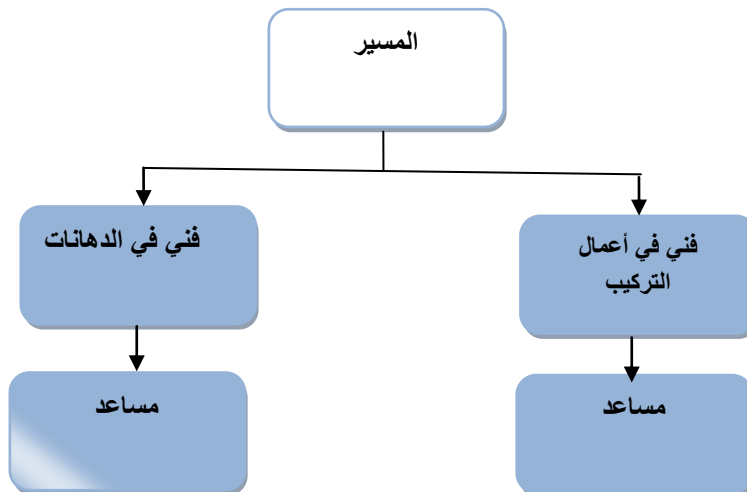 المسير
فني في أعمال
التركيب
فني في الدهانات
مساعد
مساعد